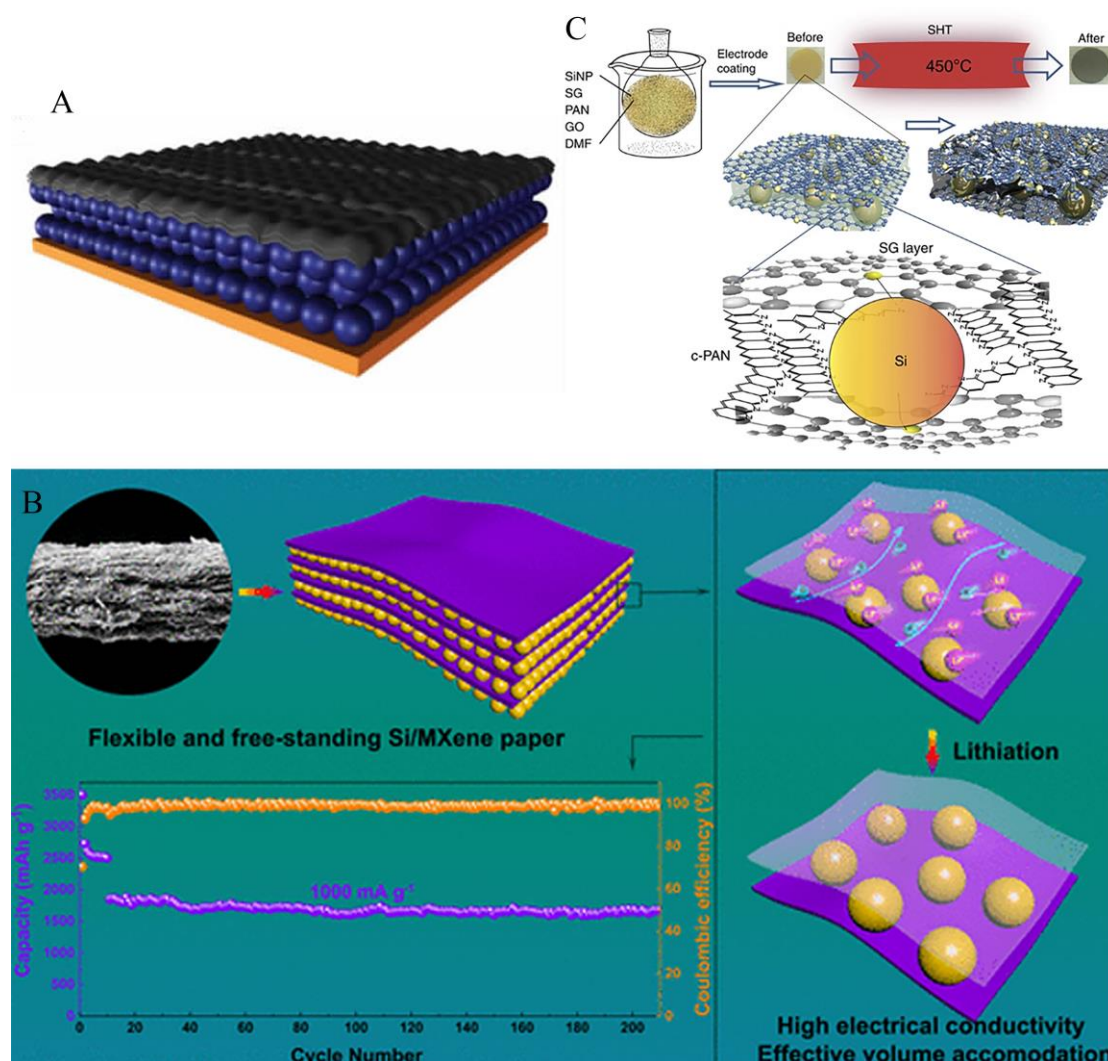 A
C
SiNP
SG
PAN
GO
DMF
Electrode
coating
Before
SHT
450°C
After
SG layer
c-PAN
Si
B
Flexible and free-standing Si/MXene paper
Lithiation
High electrical conductivity
Effective volume accomodation
Capacity (mAh g⁻¹)
3500
3000
2500
2000
1500
1000
500
0
1000 mA g⁻¹
100
80
60
40
20
0
Coulombic efficiency (%)
0 20 40 60 80 100 120 140 160 180 200
Cycle Number